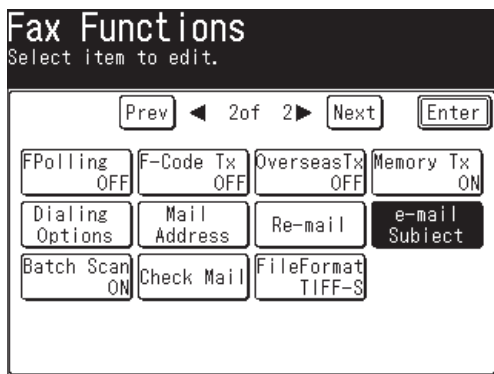 Fax Functions
Select item to edit.
Prev ◀ 2of 2▶ Next Enter
FPolling OFF
F-Code Tx OFF
OverseasTx OFF
Memory Tx ON
Dialing Options
Mail Address
Re-mail
e-mail Subiect
Batch Scan ON
Check Mail
FileFormat TIFF-S